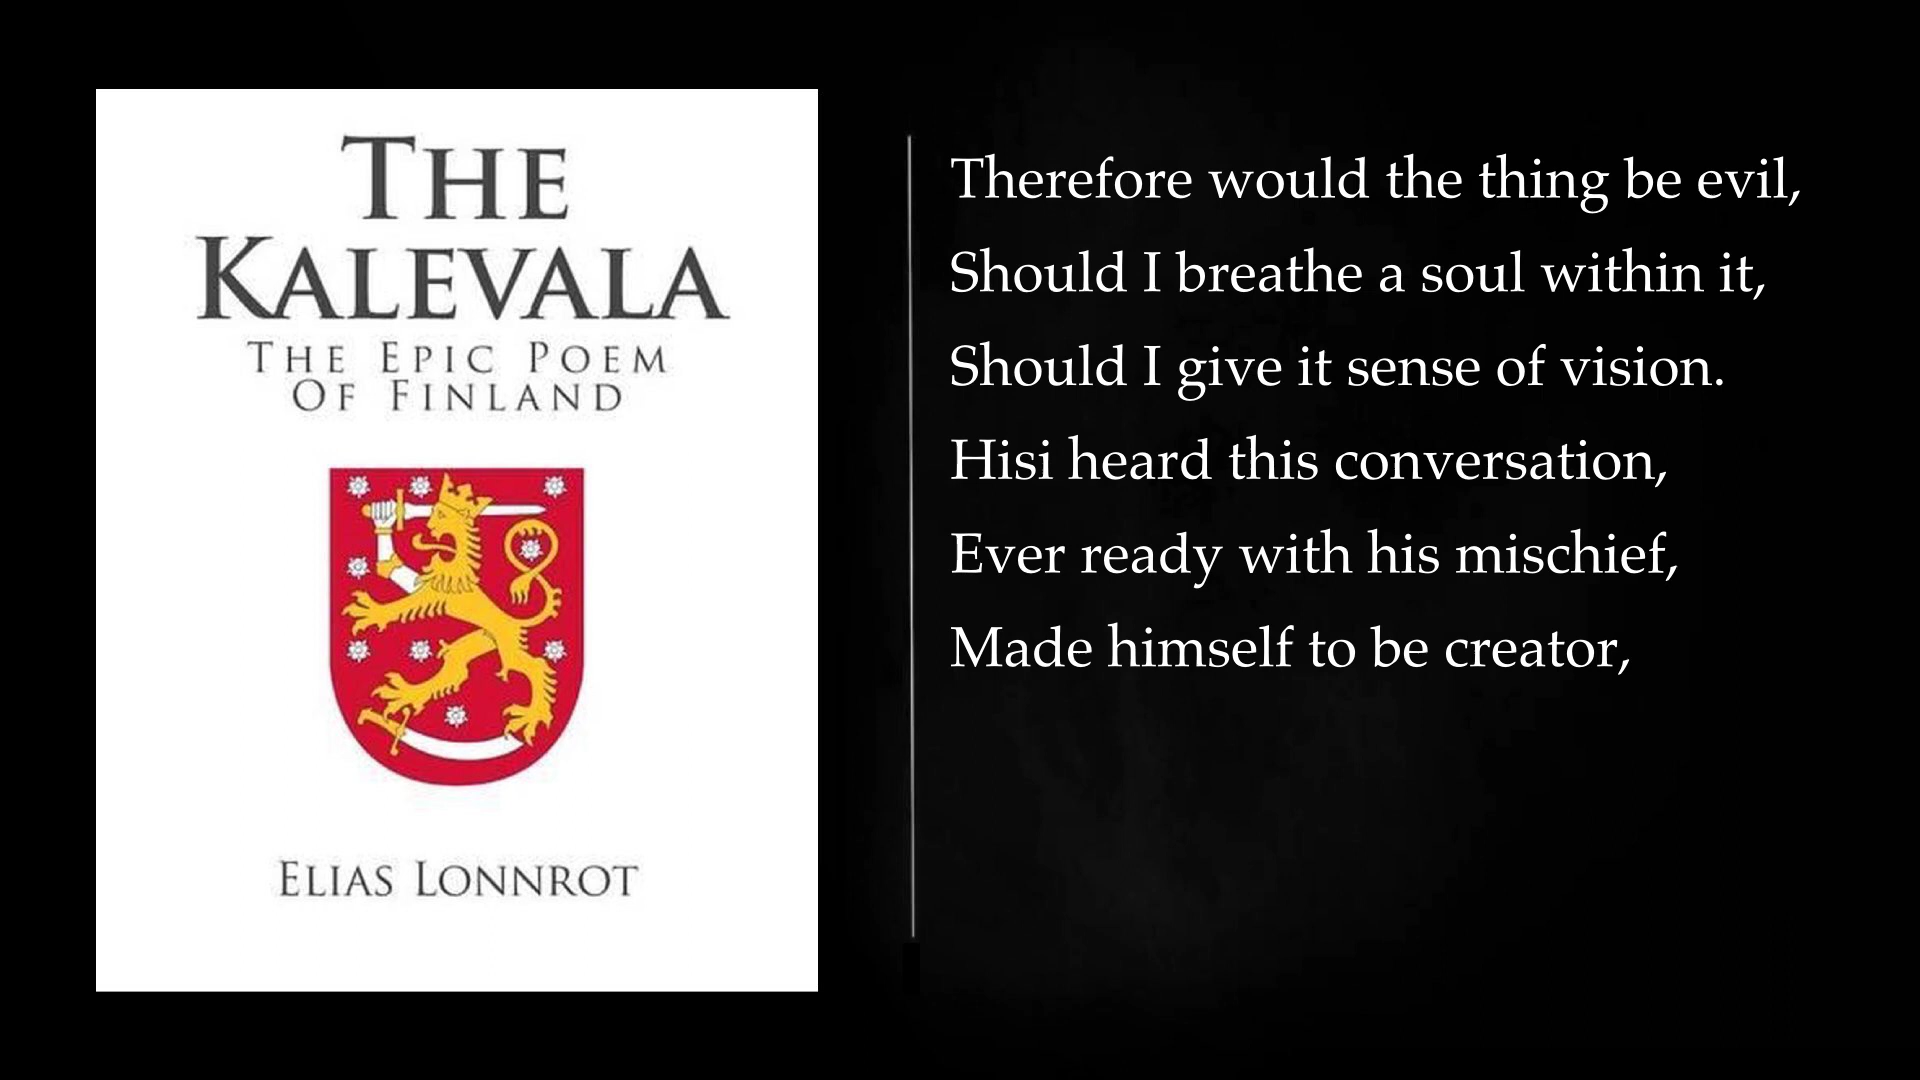 THE
KALEVALA
THE EPIC POEM
OF FINLAND
ELIAS LONNROT
Therefore would the thing be evil,
Should I breathe a soul within it,
Should I give it sense of vision.
Hisi heard this conversation,
Ever ready with his mischief,
Made himself to be creator,